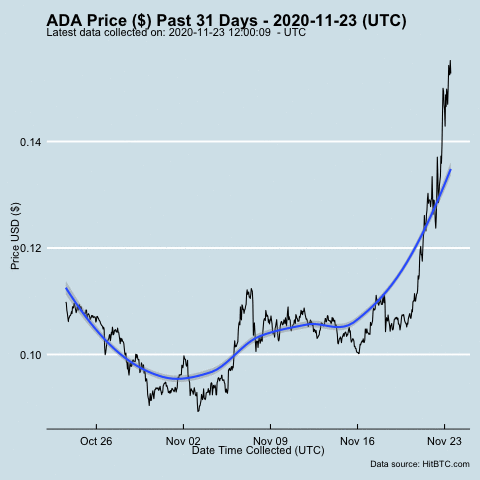 ADA Price ($) Past 31 Days - 2020-11-23 (UTC)
Latest data collected on: 2020-11-23 12:00:09  - UTC
0.14
0.12
0.10
Price USD ($)
Oct 26
Nov 02
Nov 09
Nov 16
Nov 23
Date Time Collected (UTC)
Data source: HitBTC.com